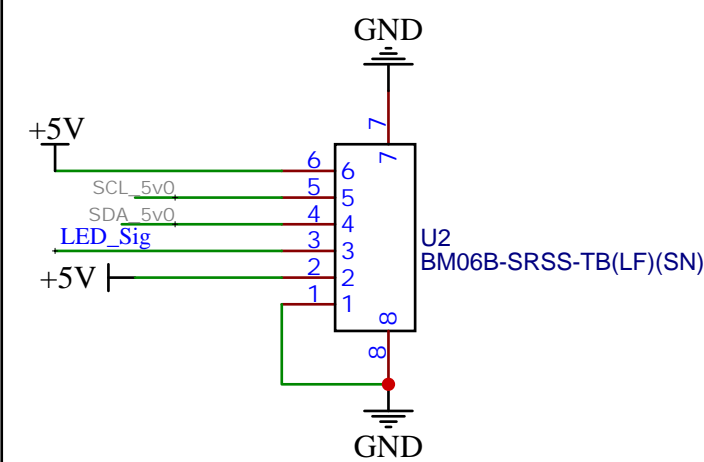 GND
7
7
+5V
6 6
SCL_5v0 5 5
SDA_5v0 4 4
LED_Sig 3 3
+5V 2 2
1 1
U2
BM06B-SRSS-TB(LF)(SN)
8
8
GND